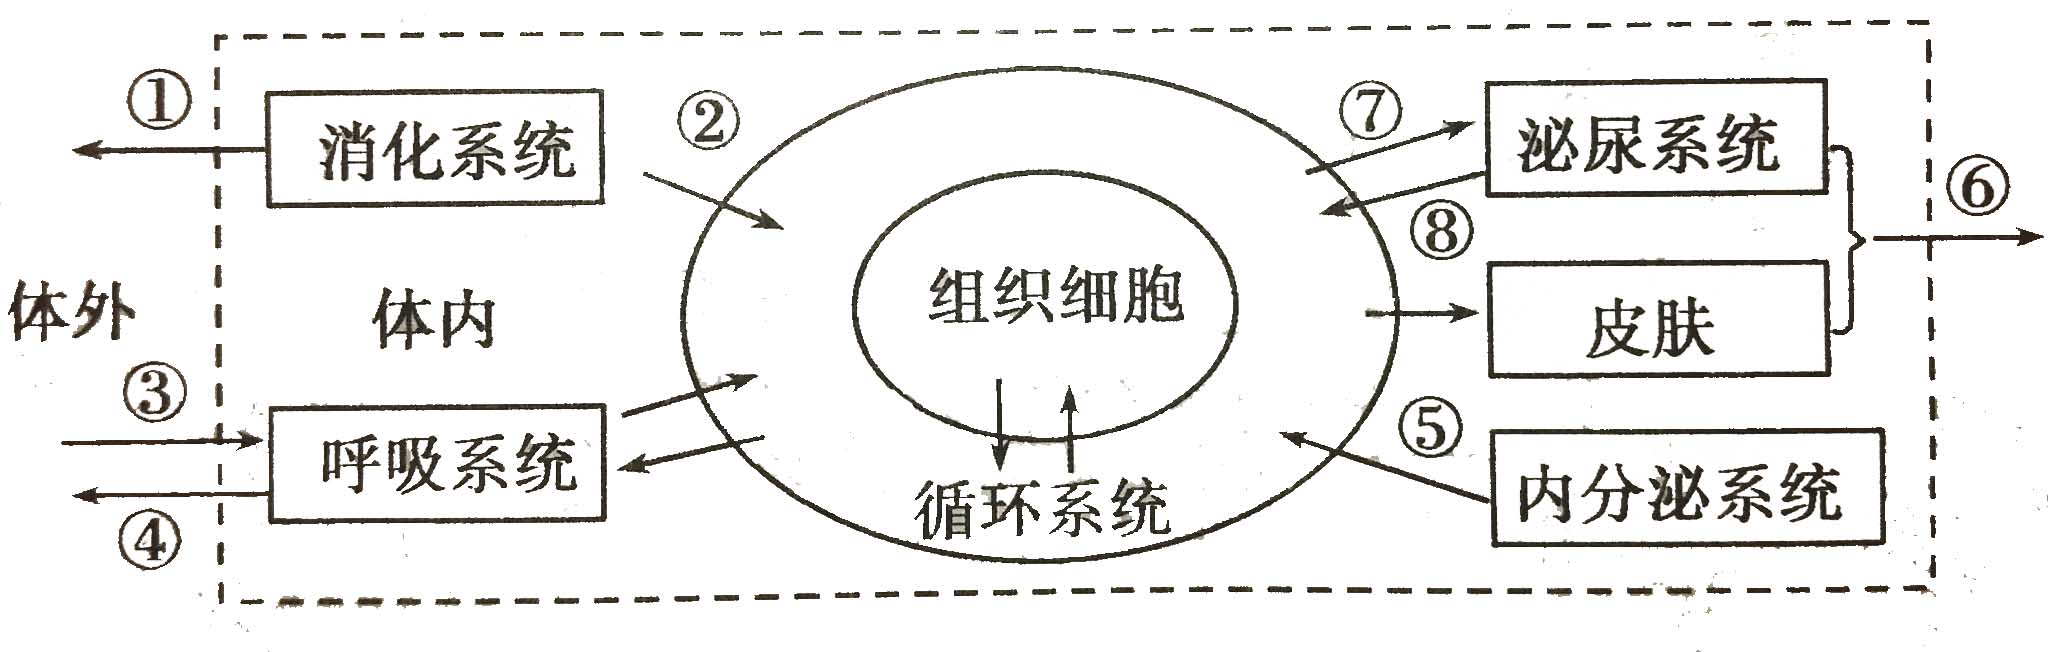 ①
消化系统
②
⑦
泌尿系统
⑥
⑧
组织细胞
体外
体内
皮肤
③
呼吸系统
④
循环系统
⑤
内分泌系统